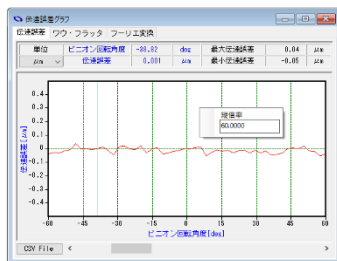 伝達誤差グラフ
伝達誤差 ワウ・フラッタ フーリエ変換
単位 ピニオン回転角度 -38.82 deg 最大伝達誤差 0.04 μm
μm 伝達誤差 0.001 μm 最小伝達誤差 -0.05 μm
縦倍率
60.0000
伝達誤差[μm]
0.4
0.3
0.2
0.1
0
-0.1
-0.2
-0.3
-0.4
-60 -45 -30 -15 0 15 30 45 60
ピニオン回転角度[deg]
CSV File